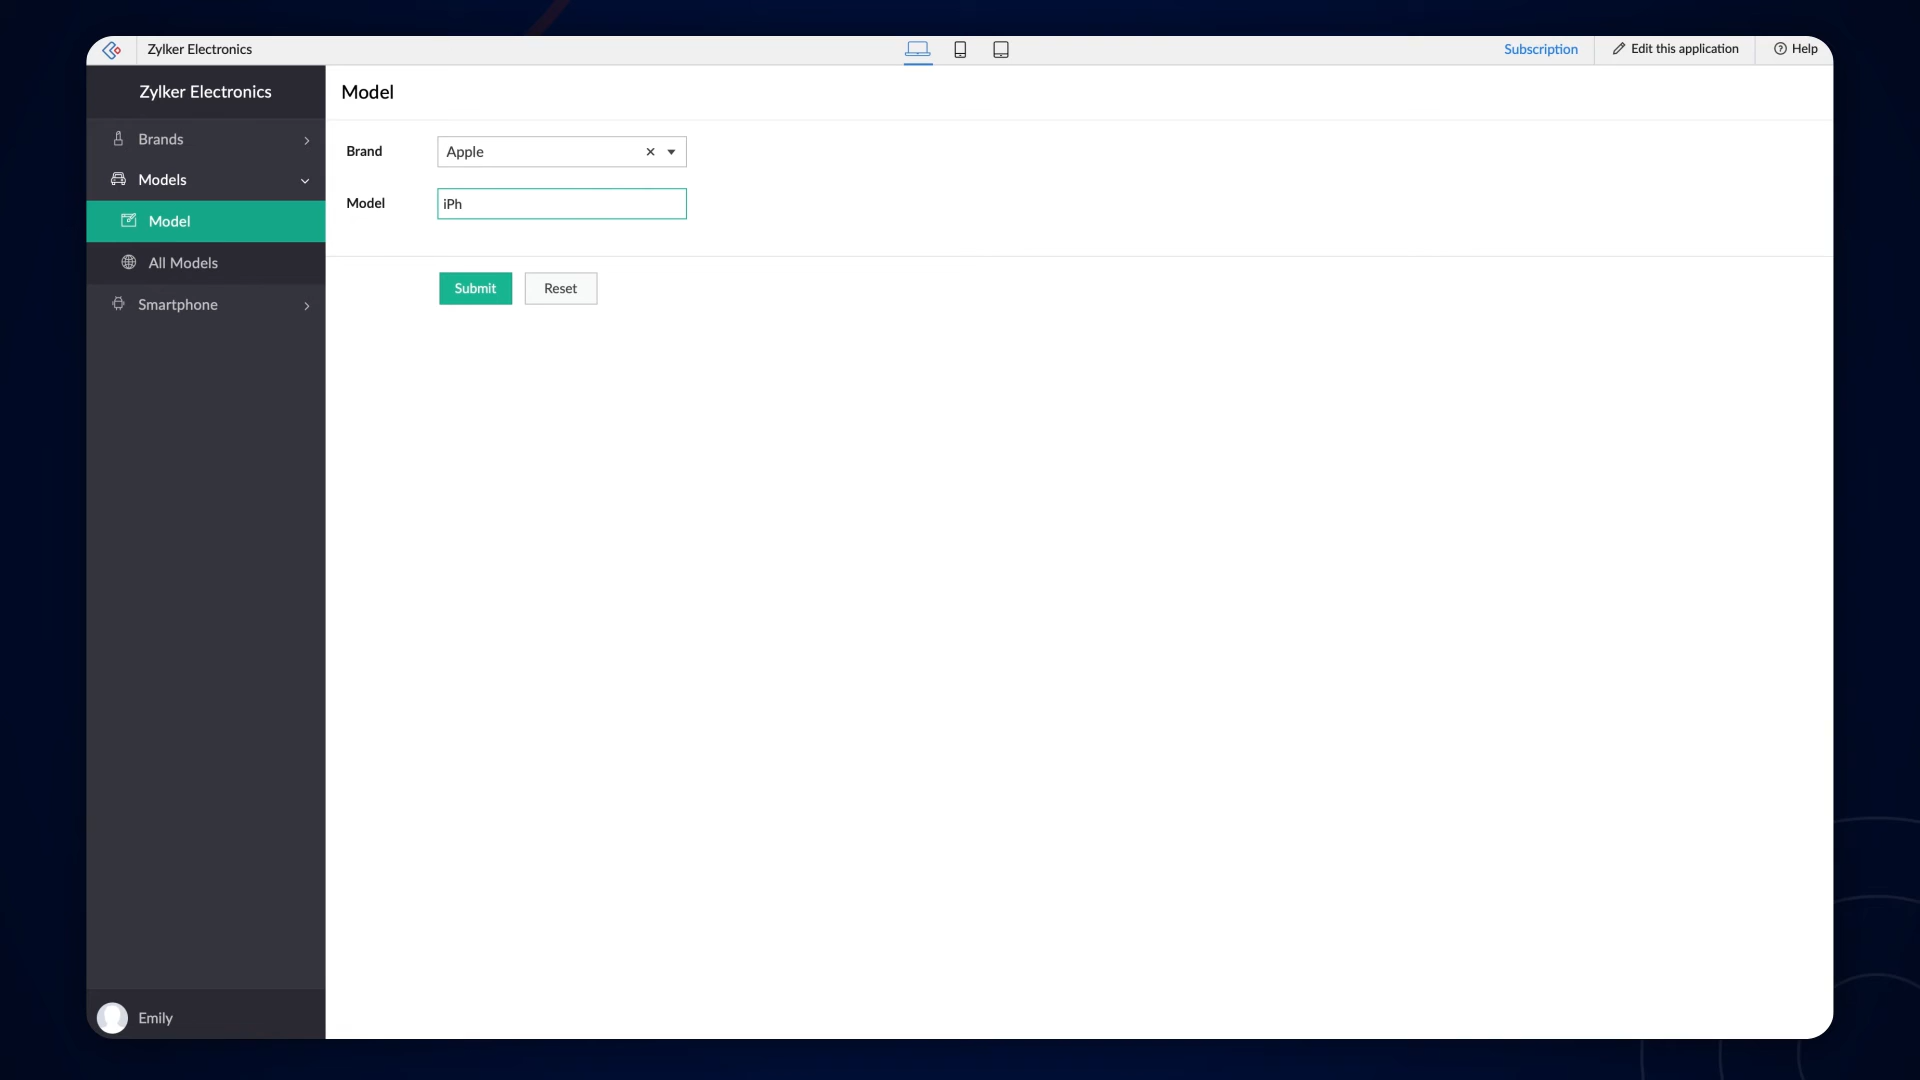 Zylker Electronics
Subscription
Edit this application
Help
Zylker Electronics
Brands
Models
Model
All Models
Smartphone
Emily
Model
Brand
Apple
Model
iPh
Submit
Reset